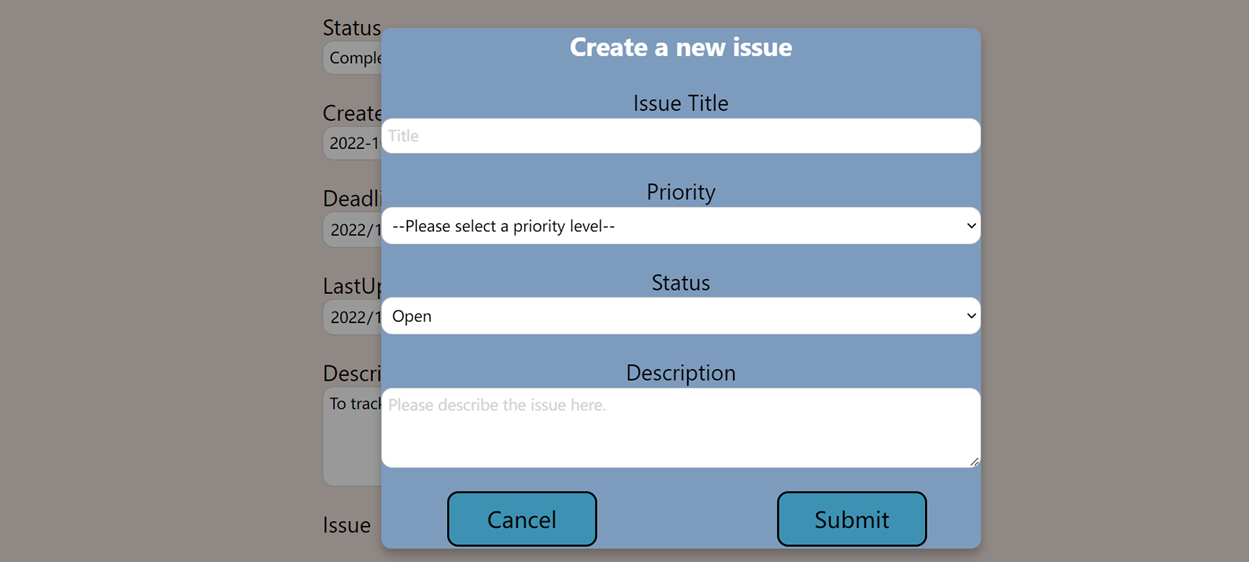 Status
Create a new issue
Comple
Issue Title
Create
Title
2022-1
Priority
Deadli
--Please select a priority level--
2022/1
Status
LastUp
Open
2022/1
Description
Descri
To track
Please describe the issue here.
Cancel
Submit
Issue